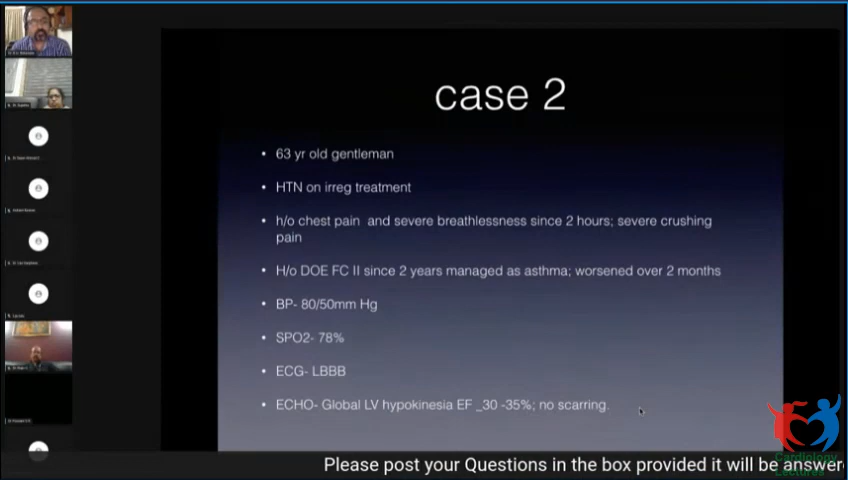 case 2
• 63 yr old gentleman
• HTN on irreg treatment
• h/o chest pain and severe breathlessness since 2 hours; severe crushing
pain
• H/o DOE FC II since 2 years managed as asthma; worsened over 2 months
• BP- 80/50mm Hg
• SPO2- 78%
• ECG- LBBB
• ECHO- Global LV hypokinesia EF _30 -35%; no scarring.
Cardiology
Lectures
Please post your Questions in the box provided it will be answer